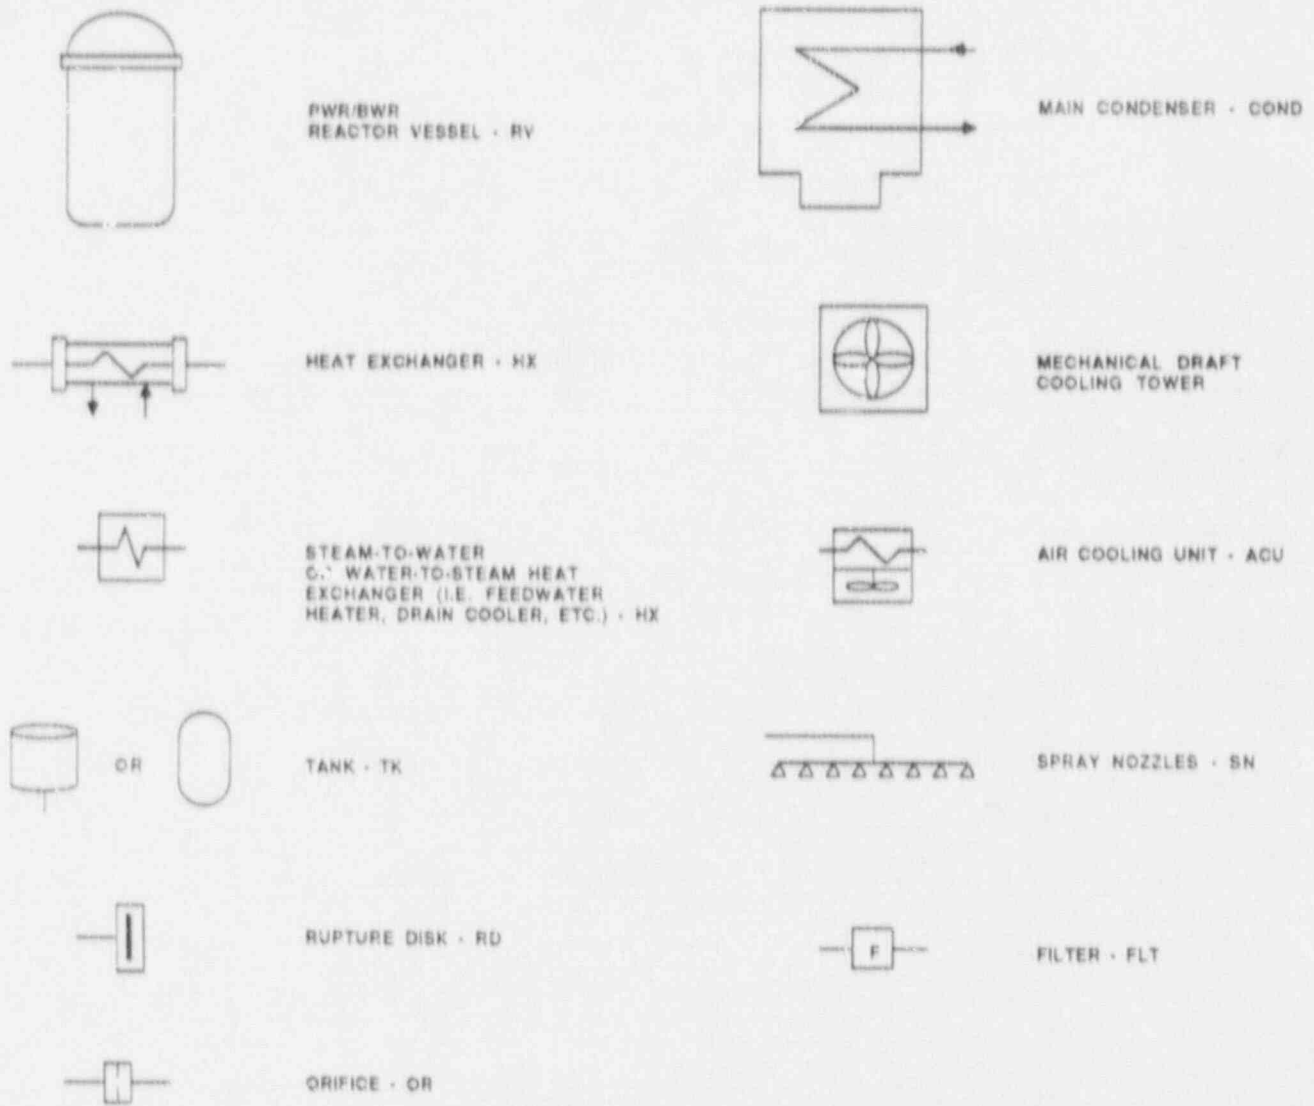 PWR/BWR
REACTOR VESSEL - RV
MAIN CONDENSER - COND
HEAT EXCHANGER - HX
MECHANICAL DRAFT
COOLING TOWER
STEAM-TO-WATER
WATER-TO-STEAM HEAT
EXCHANGER (I.E. FEEDWATER
HEATER, DRAIN COOLER, ETC.) - HX
AIR COOLING UNIT - ACU
OR
TANK - TK
SPRAY NOZZLES - SN
RUPTURE DISK - RD
F
FILTER - FLT
ORIFICE - OR